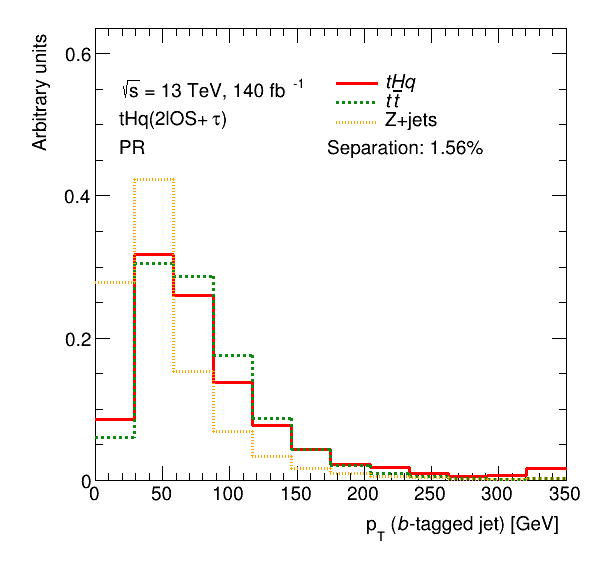 Arbitrary units
0.6
0.4
0.2
0
√s = 13 TeV, 140 fb⁻¹
tHq(2lOS+ τ)
PR
tHq
tt̅
Z+jets
Separation: 1.56%
0 50 100 150 200 250 300 350
p_T (b-tagged jet) [GeV]